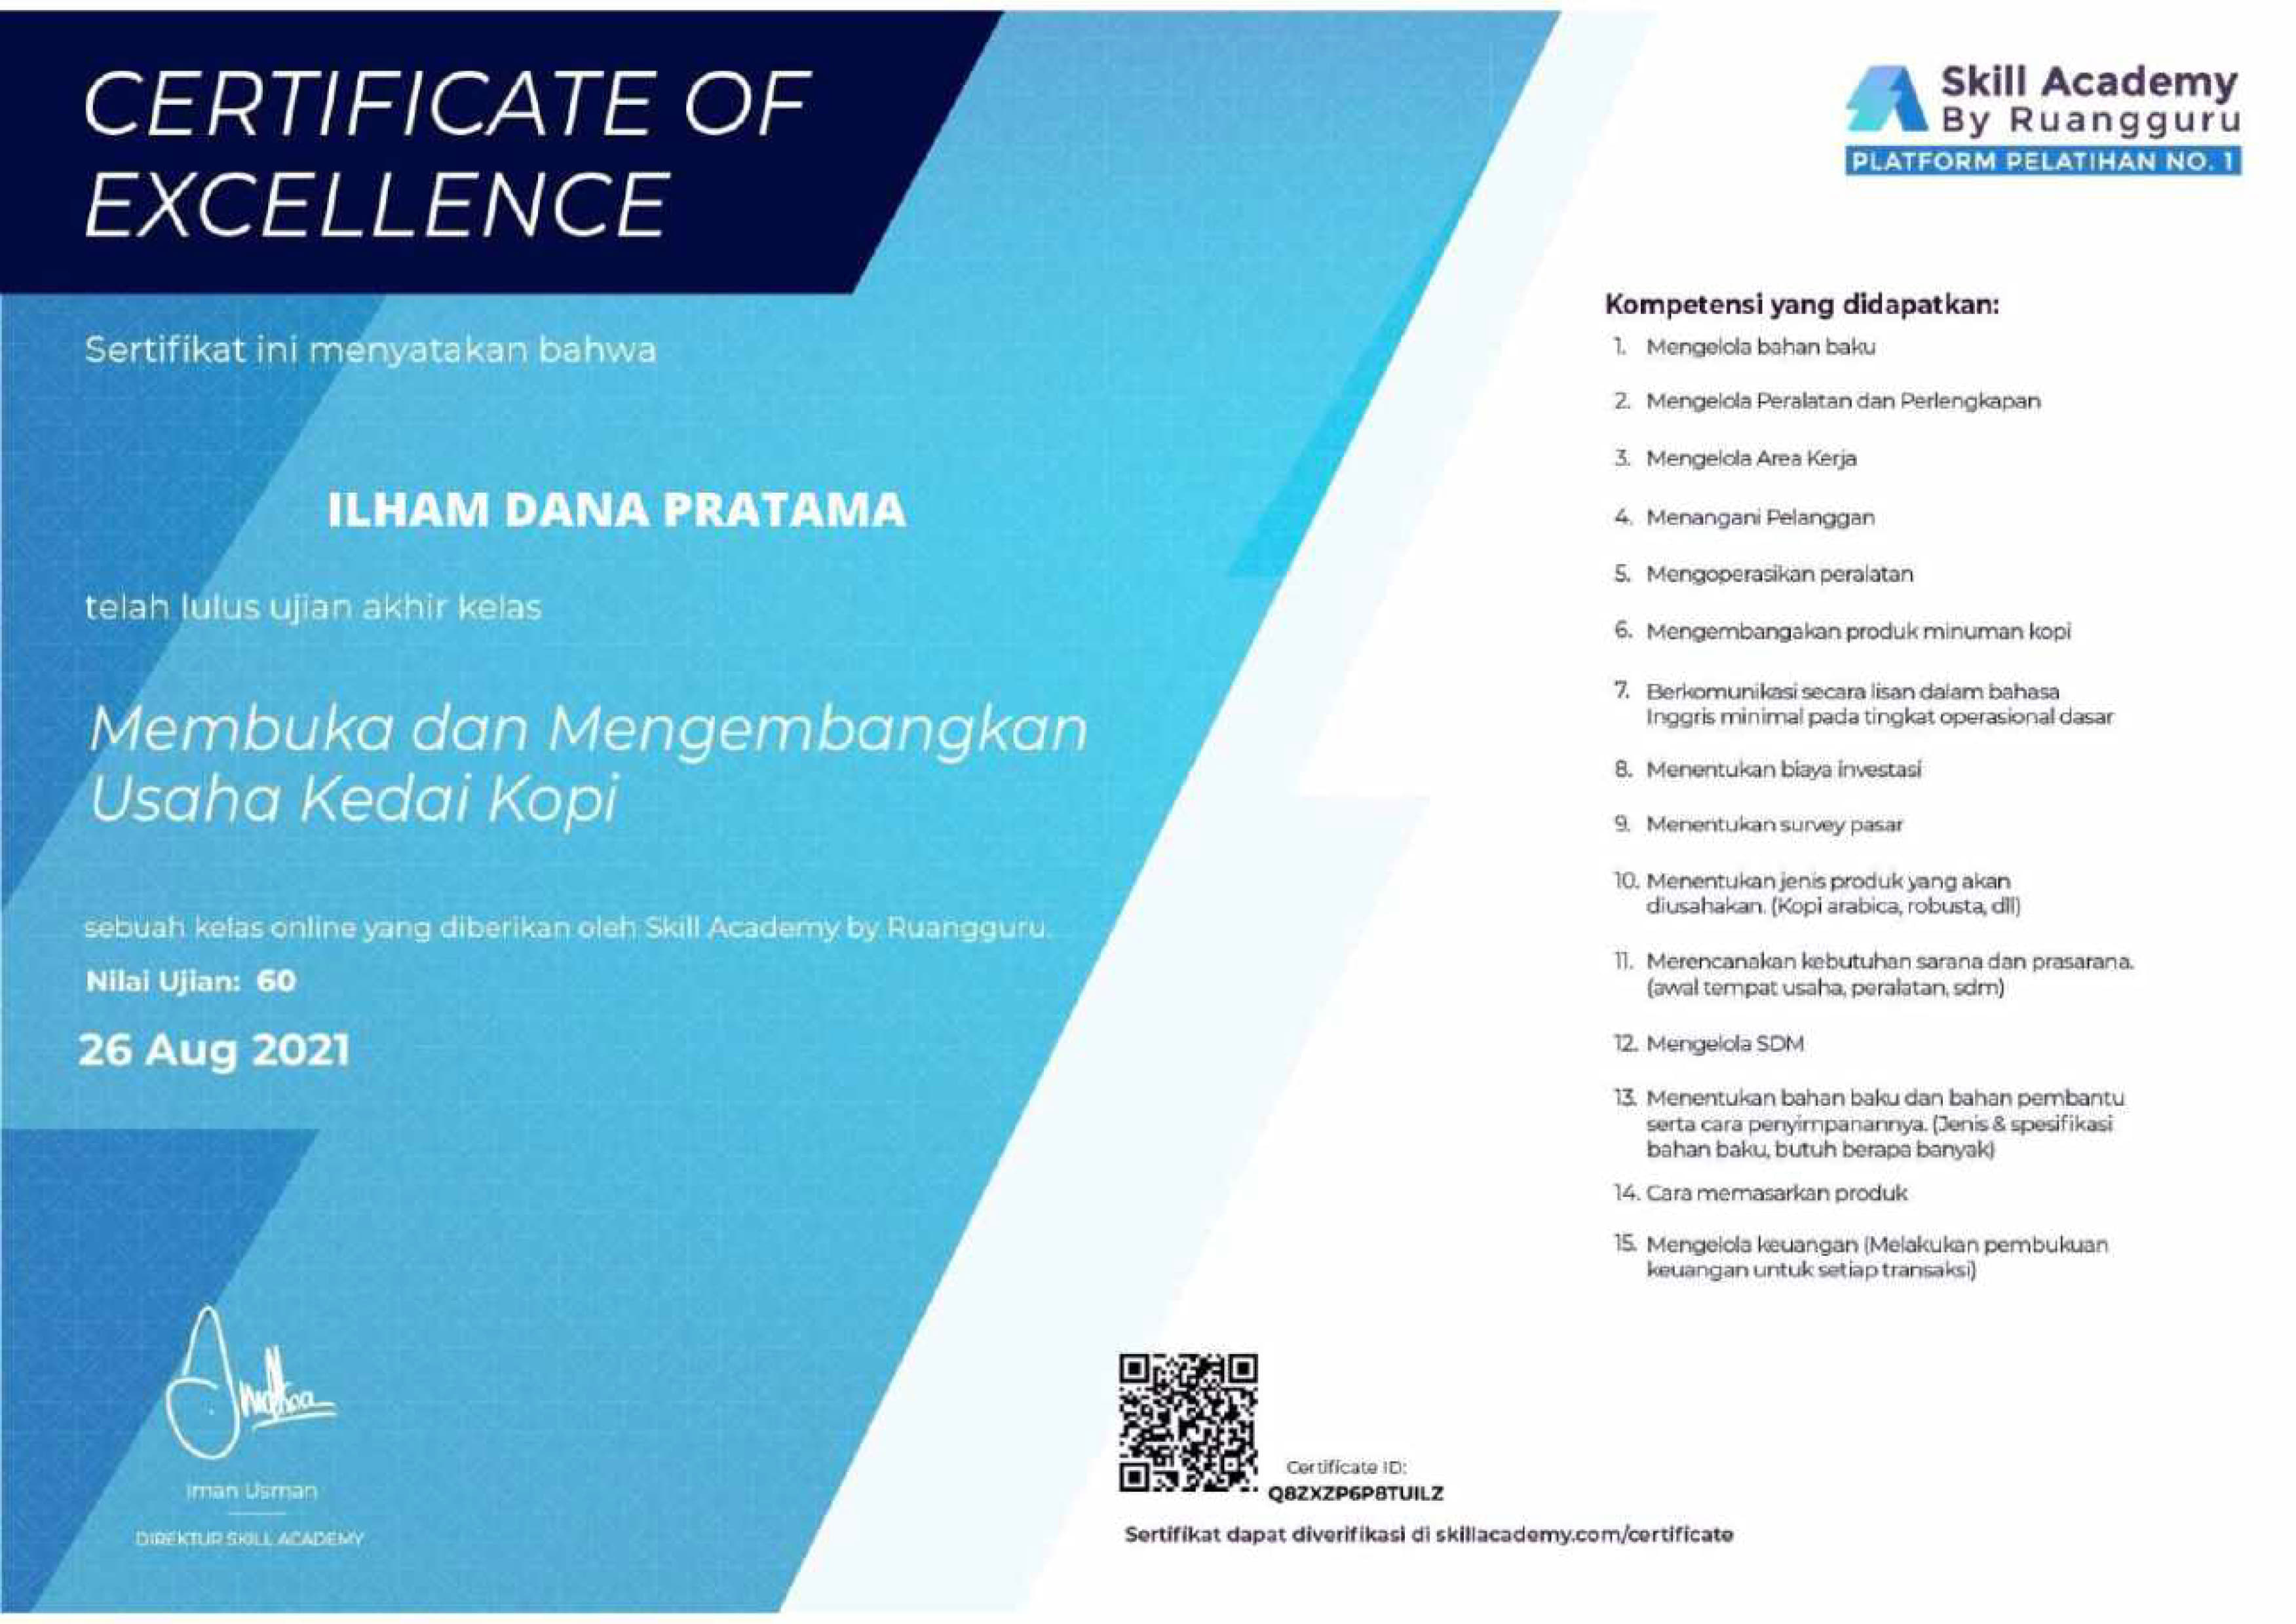 CERTIFICATE OF
EXCELLENCE
Sertifikat ini menyatakan bahwa
ILHAM DANA PRATAMA
telah lulus ujian akhir kelas
Membuka dan Mengembangkan
Usaha Kedai Kopi
sebuah kelas online yang diberikan oleh Skill Academy by Ruangguru.
Nilai Ujian: 60
26 Aug 2021
Iman Usman
DIREKTUR SKILL ACADEMY
Skill Academy
By Ruangguru
PLATFORM PELATIHAN NO. 1
Kompetensi yang didapatkan:
1. Mengelola bahan baku
2. Mengelola Peralatan dan Perlengkapan
3. Mengelola Area Kerja
4. Menangani Pelanggan
5. Mengoperasikan peralatan
6. Mengembangakan produk minuman kopi
7. Berkomunikasi secara lisan dalam bahasa
Inggris minimal pada tingkat operasional dasar
8. Menentukan biaya investasi
9. Menentukan survey pasar
10. Menentukan jenis produk yang akan
diusahakan. (Kopi arabica, robusta, dll)
11. Merencanakan kebutuhan sarana dan prasarana.
(awal tempat usaha, peralatan, sdm)
12. Mengelola SDM
13. Menentukan bahan baku dan bahan pembantu
serta cara penyimpanannya. (Jenis & spesifikasi
bahan baku, butuh berapa banyak)
14. Cara memasarkan produk
15. Mengelola keuangan (Melakukan pembukuan
keuangan untuk setiap transaksi)
Certificate ID:
Q8ZXZP6P8TUILZ
Sertifikat dapat diverifikasi di skillacademy.com/certificate